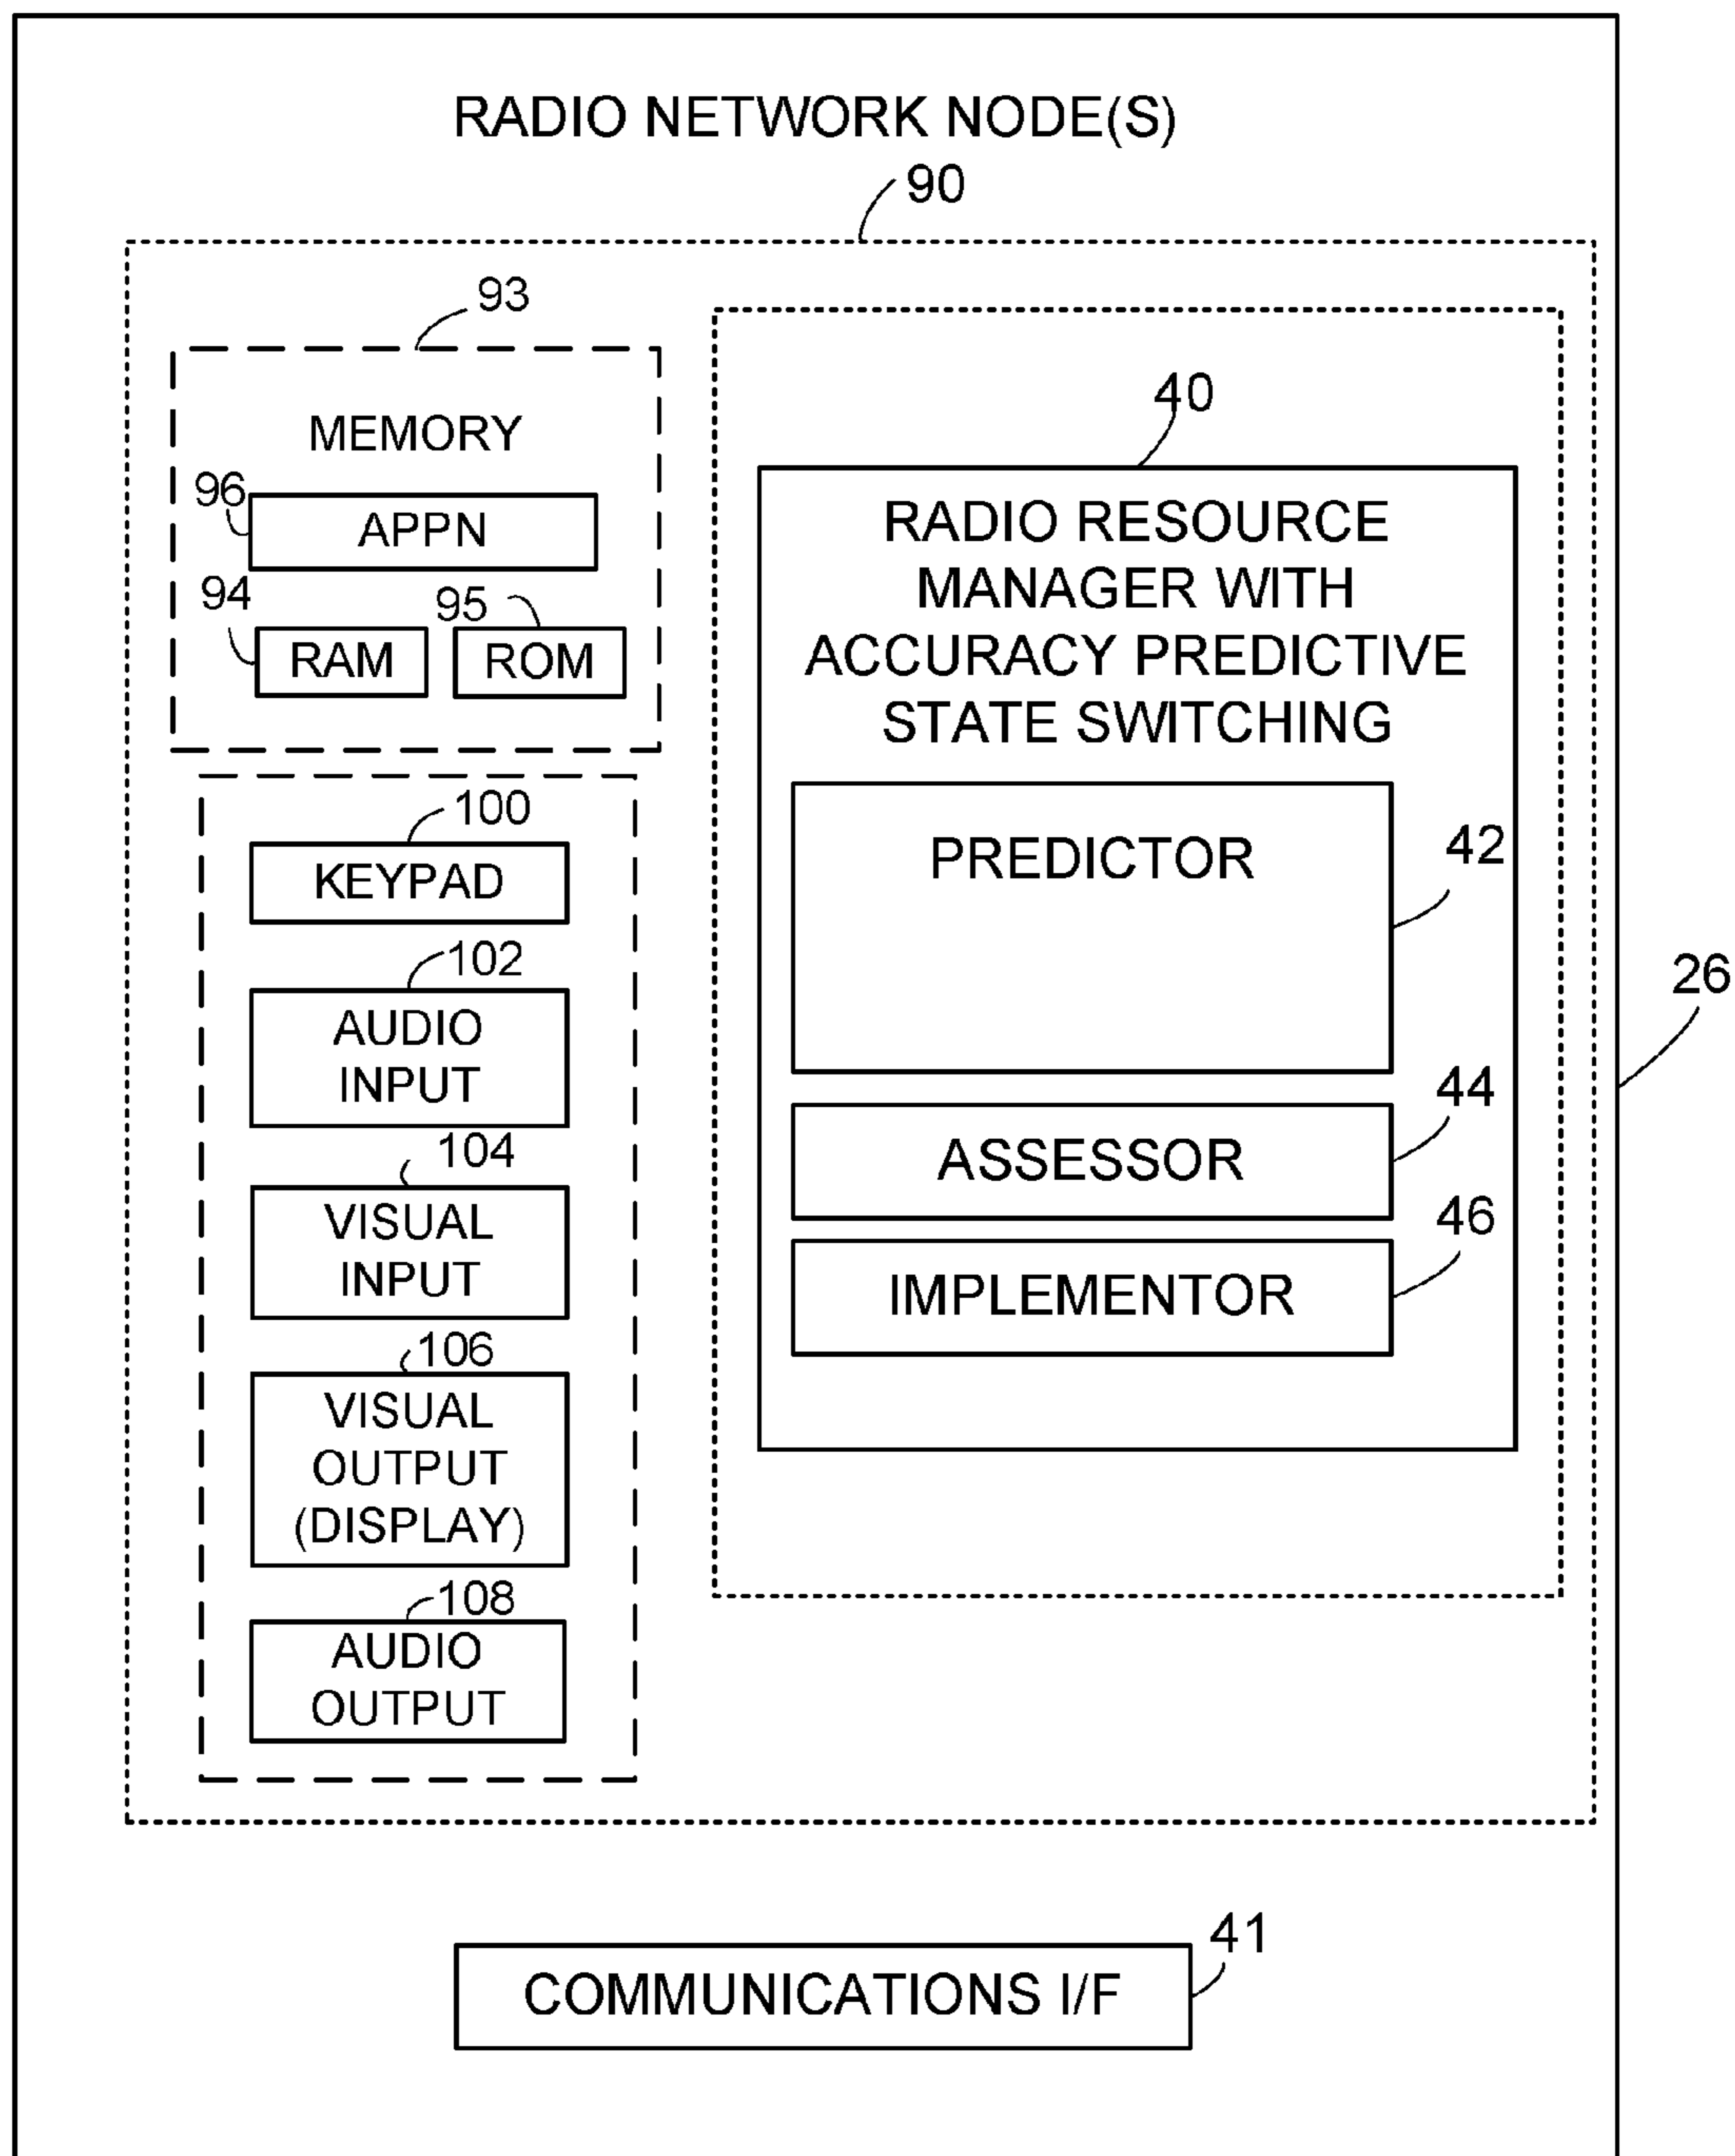 RADIO NETWORK NODE(S)
90
93
MEMORY
96
APPN
94
95
RAM
ROM
100
KEYPAD
102
AUDIO
INPUT
104
VISUAL
INPUT
106
VISUAL
OUTPUT
(DISPLAY)
108
AUDIO
OUTPUT
40
RADIO RESOURCE
MANAGER WITH
ACCURACY PREDICTIVE
STATE SWITCHING
PREDICTOR
42
44
ASSESSOR
46
IMPLEMENTOR
26
41
COMMUNICATIONS I/F